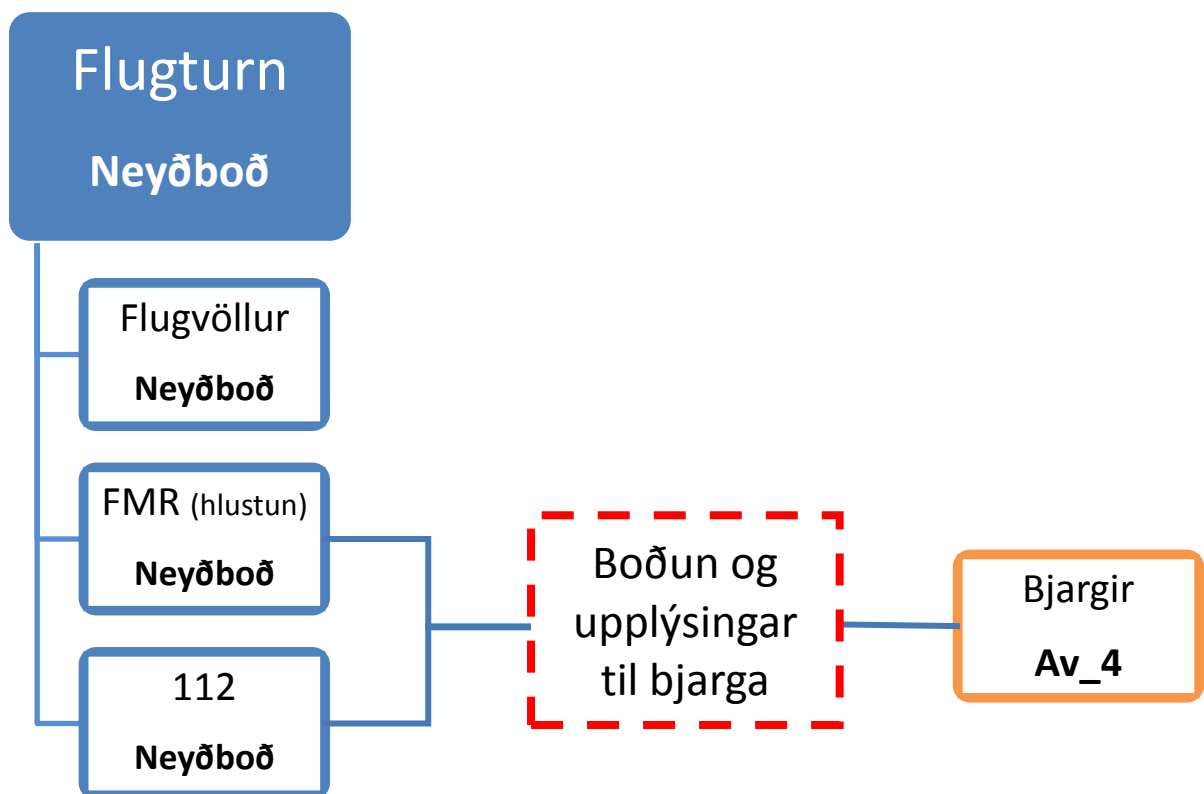 Flugturn
Neyðboð
Flugvöllur
Neyðboð
FMR (hlustun)
Neyðboð
112
Neyðboð
Boðun og
upplýsingar
til bjarga
Bjargir
Av_4